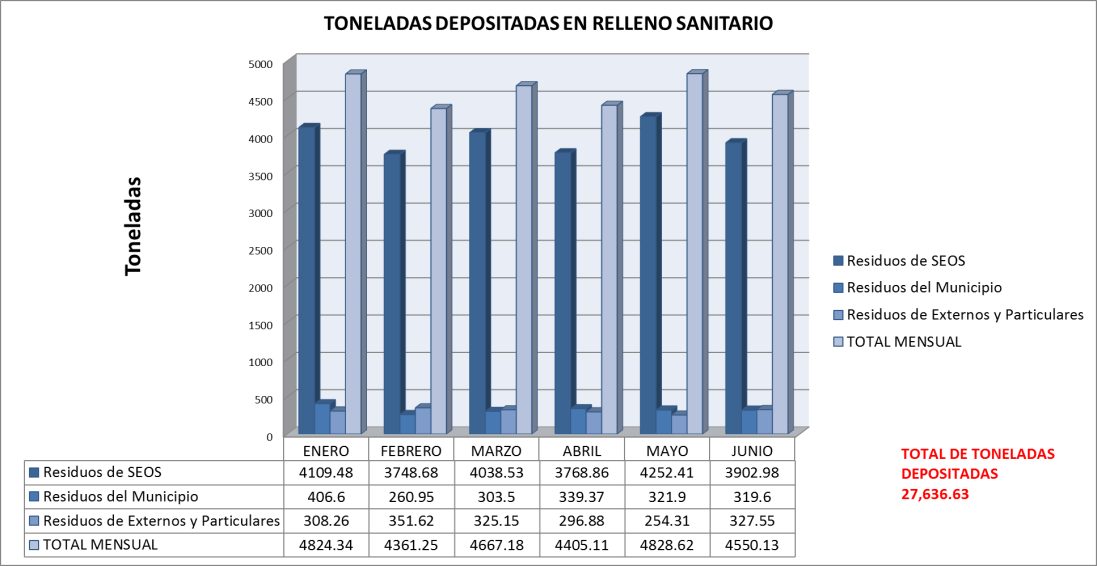 TONELADAS DEPOSITADAS EN RELLENO SANITARIO
Toneladas
5000
4500
4000
3500
3000
2500
2000
1500
1000
500
0
Residuos de SEOS
Residuos del Municipio
Residuos de Externos y Particulares
TOTAL MENSUAL
ENERO FEBRERO MARZO ABRIL MAYO JUNIO
Residuos de SEOS 4109.48 3748.68 4038.53 3768.86 4252.41 3902.98
Residuos del Municipio 406.6 260.95 303.5 339.37 321.9 319.6
Residuos de Externos y Particulares 308.26 351.62 325.15 296.88 254.31 327.55
TOTAL MENSUAL 4824.34 4361.25 4667.18 4405.11 4828.62 4550.13
TOTAL DE TONELADAS
DEPOSITADAS
27,636.63